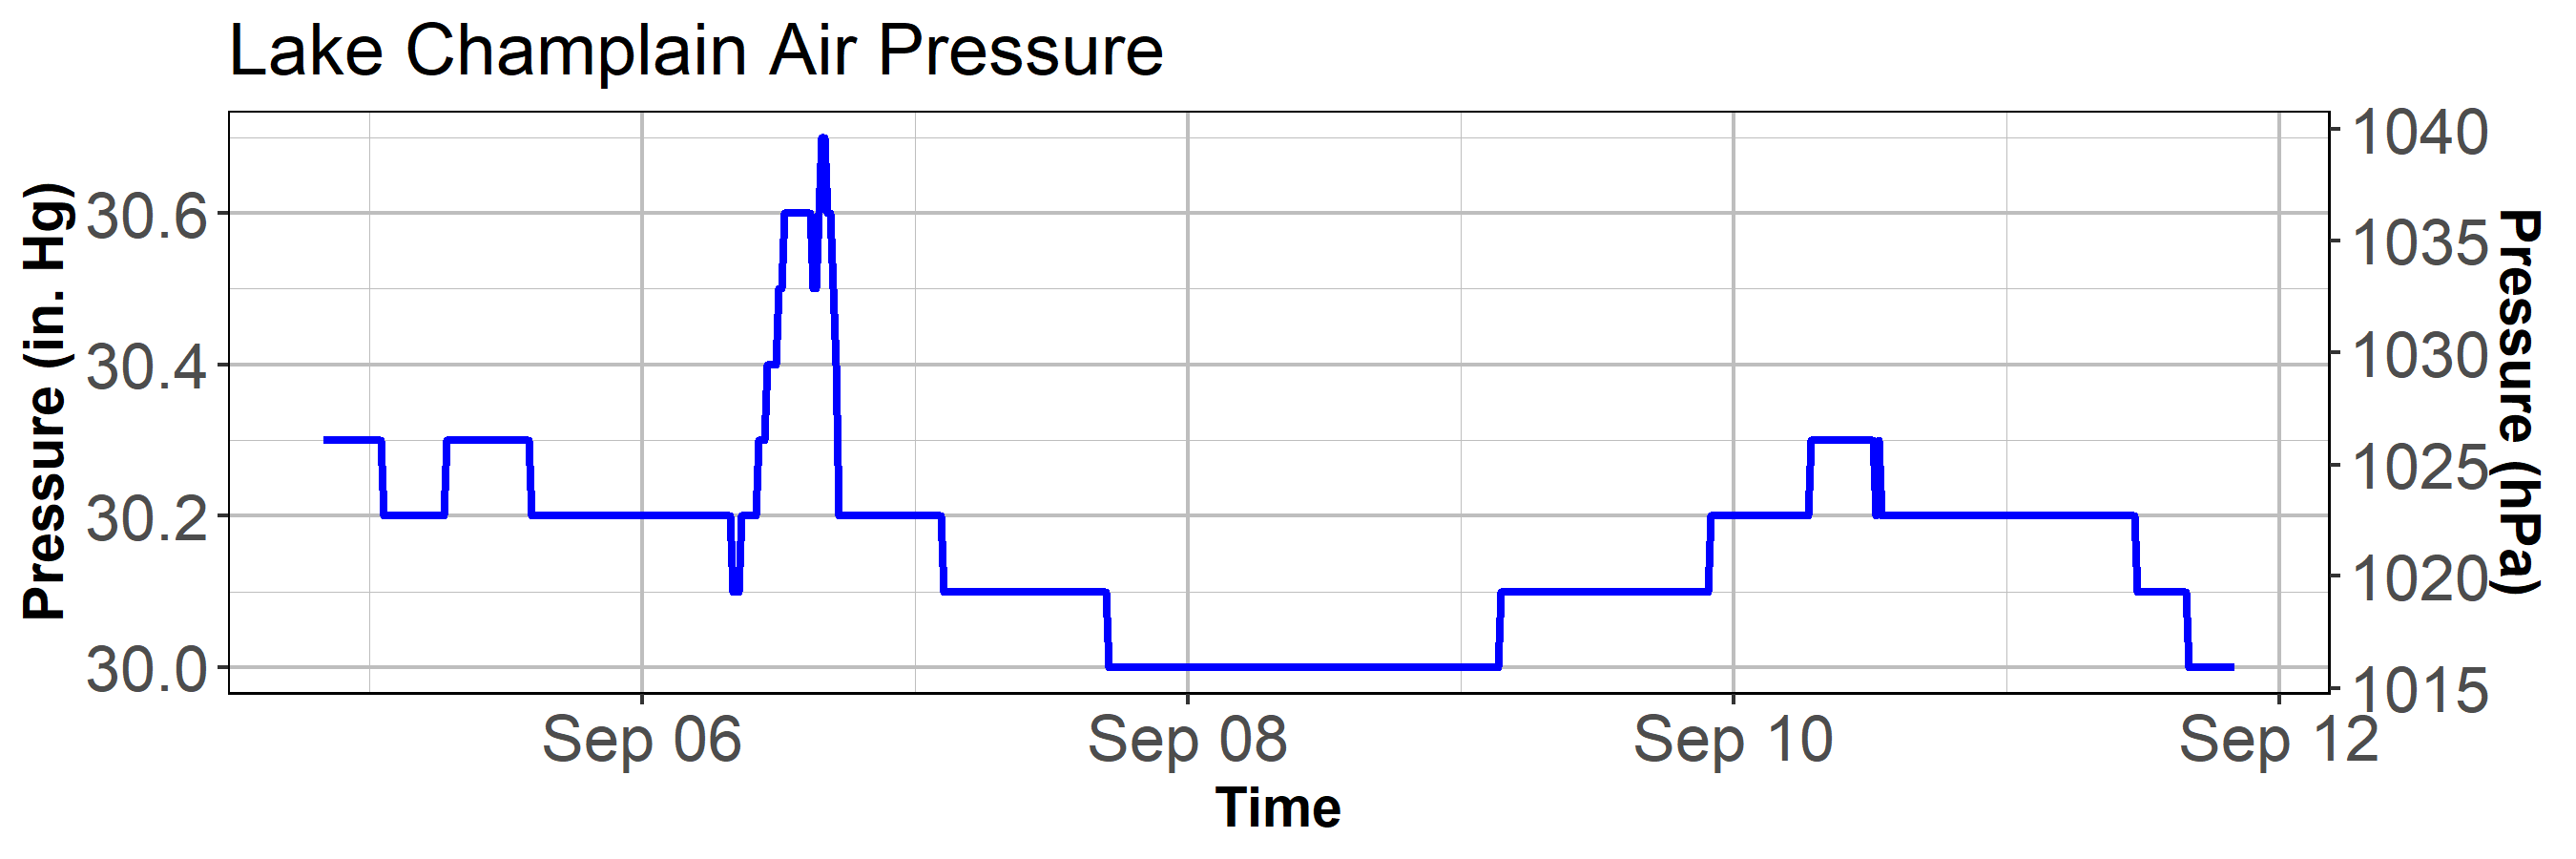 Lake Champlain Air Pressure
Pressure (in. Hg)
30.6
30.4
30.2
30.0
1040
1035
1030
1025
1020
1015
Pressure (hPa)
Sep 06 Sep 08 Sep 10 Sep 12
Time